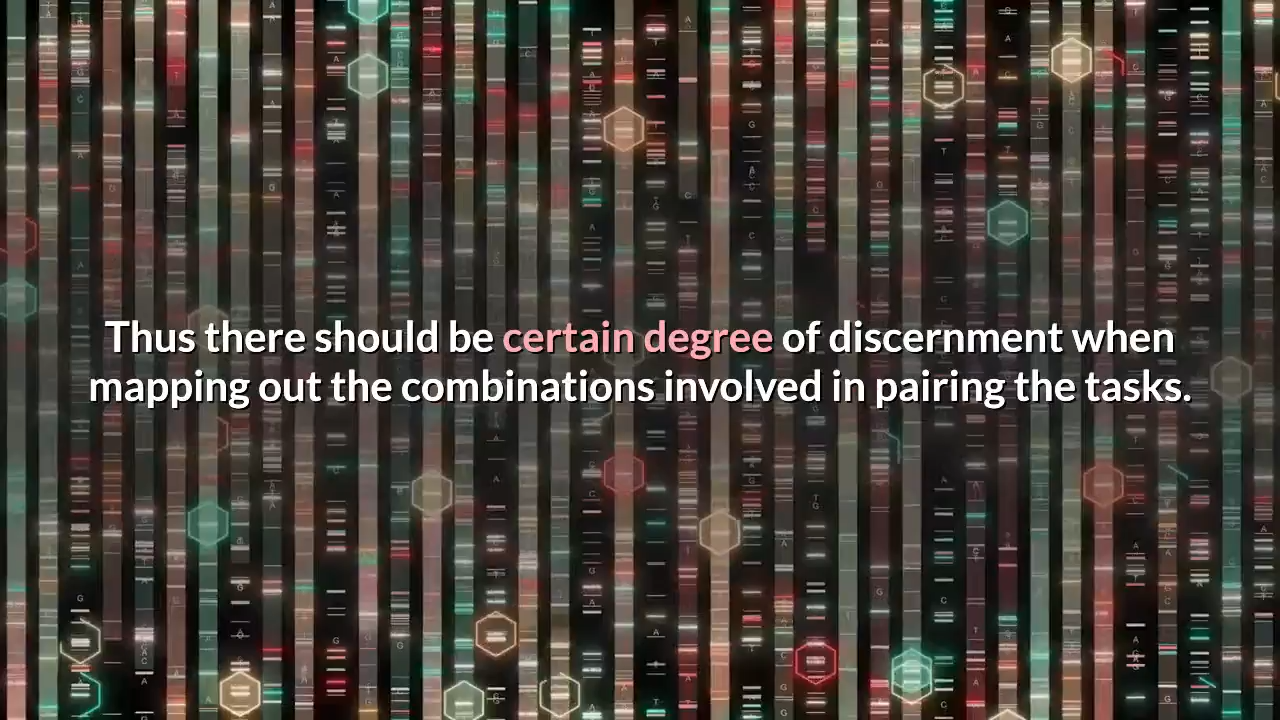 Thus there should be certain degree of discernment when
mapping out the combinations involved in pairing the tasks.